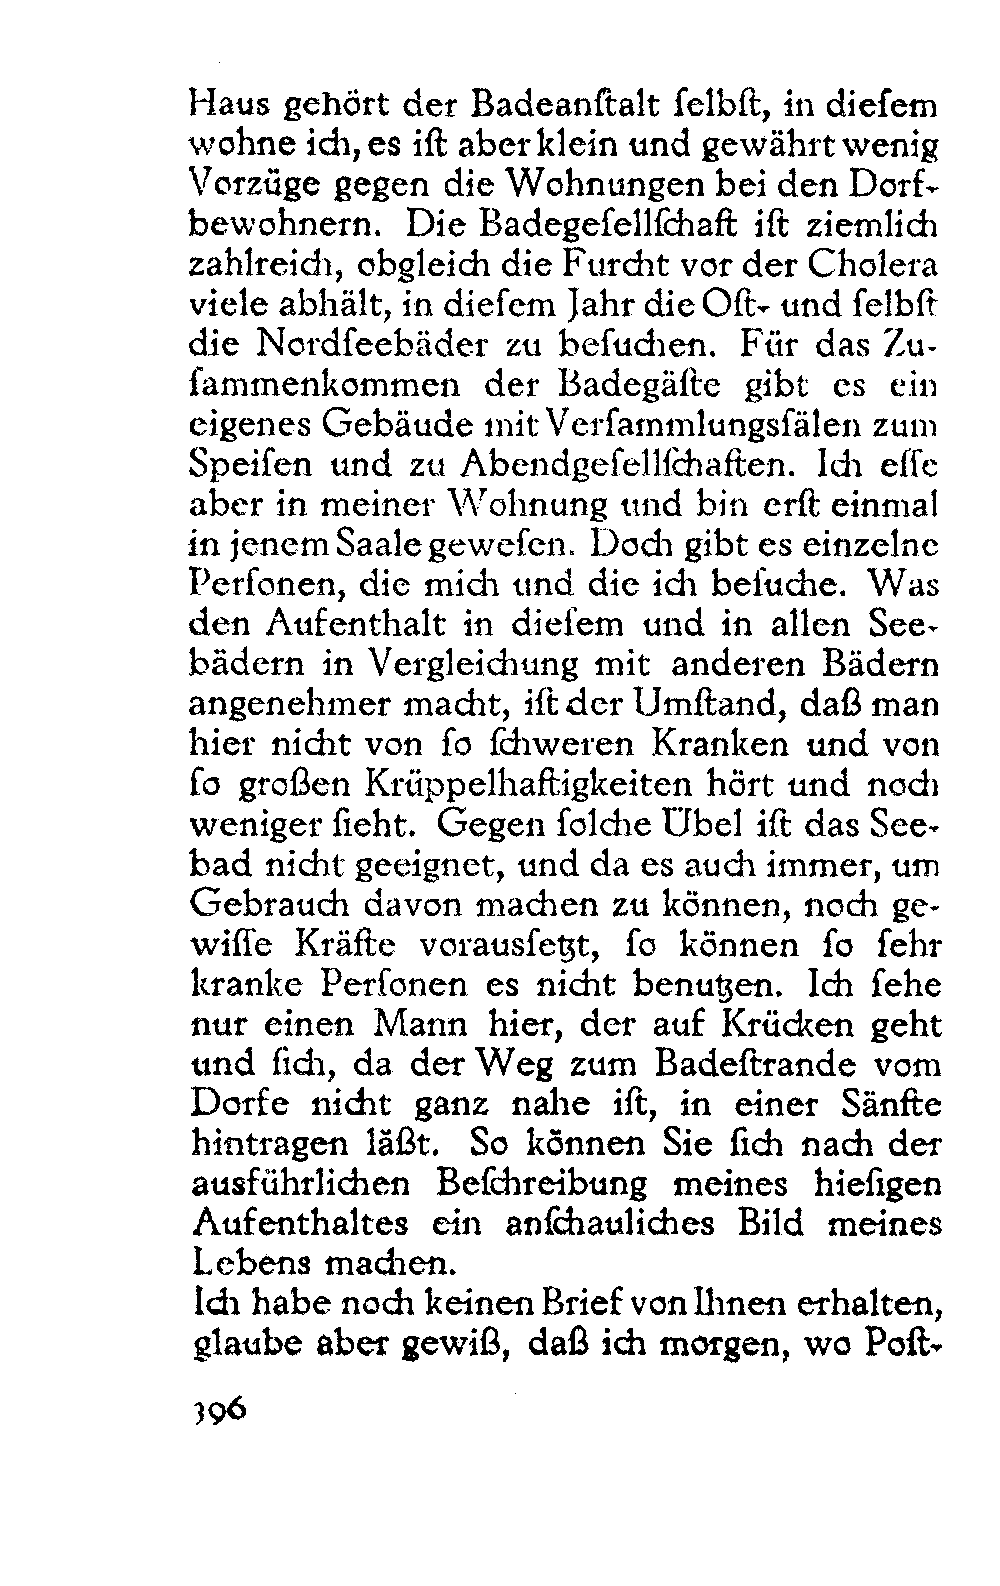 Haus gehört der Badeanſtalt ſelbſt, in dieſem
wohne ich, es iſt aber klein und gewährt wenig
Vorzüge gegen die Wohnungen bei den Dorf-
bewohnern. Die Badegeſellſchaft iſt ziemlich
zahlreich, obgleich die Furcht vor der Cholera
viele abhält, in dieſem Jahr die Oſt- und ſelbſt
die Nordſeebäder zu beſuchen. Für das Zu-
ſammenkommen der Badegäſte gibt es ein
eigenes Gebäude mit Verſammlungsſälen zum
Speiſen und zu Abendgeſellſchaften. Ich eſſe
aber in meiner Wohnung und bin erſt einmal
in jenem Saale geweſen. Doch gibt es einzelne
Perſonen, die mich und die ich beſuche. Was
den Aufenthalt in dieſem und in allen See-
bädern in Vergleichung mit anderen Bädern
angenehmer macht, iſt der Umſtand, daß man
hier nicht von ſo ſchweren Kranken und von
ſo großen Krüppelhaftigkeiten hört und noch
weniger ſieht. Gegen ſolche Übel iſt das See-
bad nicht geeignet, und da es auch immer, um
Gebrauch davon machen zu können, noch ge-
wiſſe Kräfte vorausſetzt, ſo können ſo ſehr
kranke Perſonen es nicht benutzen. Ich ſehe
nur einen Mann hier, der auf Krücken geht
und ſich, da der Weg zum Badeſtrande vom
Dorfe nicht ganz nahe iſt, in einer Sänfte
hintragen läßt. So können Sie ſich nach der
ausführlichen Beſchreibung meines hieſigen
Aufenthaltes ein anſchauliches Bild meines
Lebens machen.
Ich habe noch keinen Brief von Ihnen erhalten,
glaube aber gewiß, daß ich morgen, wo Poſt-
396